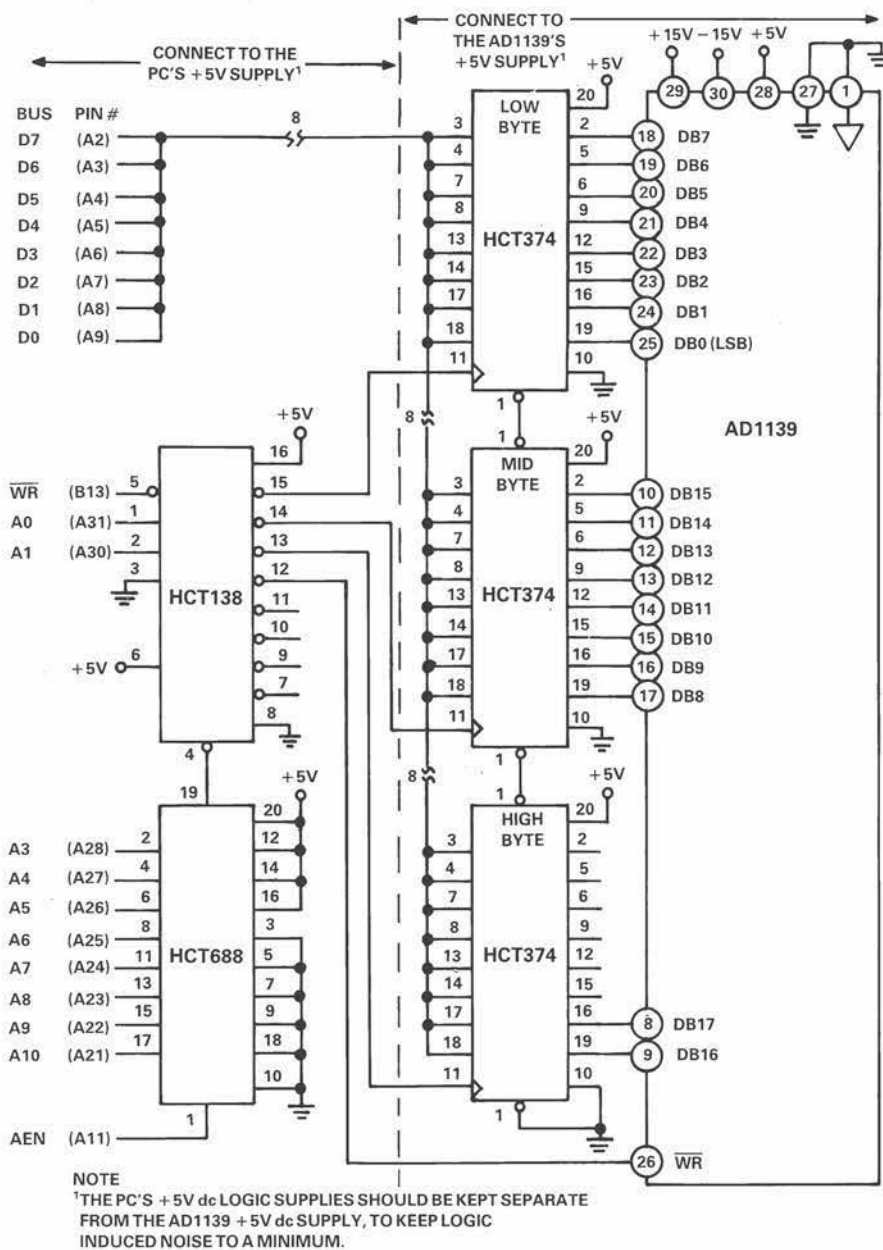 CONNECT TO
THE AD1139'S
+5V SUPPLY¹
CONNECT TO THE
PC'S +5V SUPPLY¹
+15V -15V +5V
29 30 28 27 1
+5V
BUS PIN #
8
D7 (A2)
D6 (A3)
D5 (A4)
D4 (A5)
D3 (A6)
D2 (A7)
D1 (A8)
D0 (A9)
LOW
BYTE
HCT374
20
3 2 18 DB7
4 5 19 DB6
7 6 20 DB5
8 9 21 DB4
13 12 22 DB3
14 15 23 DB2
17 16 24 DB1
18 19 25 DB0 (LSB)
11 10
1
8
1
AD1139
+5V
+5V
16
20
WR (B13) 5 15
A0 (A31) 1 14
A1 (A30) 2 13
3 12
HCT138
11
10
+5V 6 9
7
8
4
MID
BYTE
HCT374
3 2 10 DB15
4 5 11 DB14
7 6 12 DB13
8 9 13 DB12
13 12 14 DB11
14 15 15 DB10
17 16 16 DB9
18 19 17 DB8
11 10
1
8
1
+5V
+5V
19
20
A3 (A28) 2 12
A4 (A27) 4 14
A5 (A26) 6 16
A6 (A25) 8 3
A7 (A24) 11 5
A8 (A23) 13 7
A9 (A22) 15 9
A10 (A21) 17 18
10
HCT688
AEN (A11) 1
HIGH
BYTE
HCT374
20
3 2
4 5
7 6
8 9
13 12
14 15
17 16 8 DB17
18 19 9 DB16
11 10
1
26 WR
NOTE
¹THE PC'S +5V dc LOGIC SUPPLIES SHOULD BE KEPT SEPARATE
FROM THE AD1139 +5V dc SUPPLY, TO KEEP LOGIC
INDUCED NOISE TO A MINIMUM.